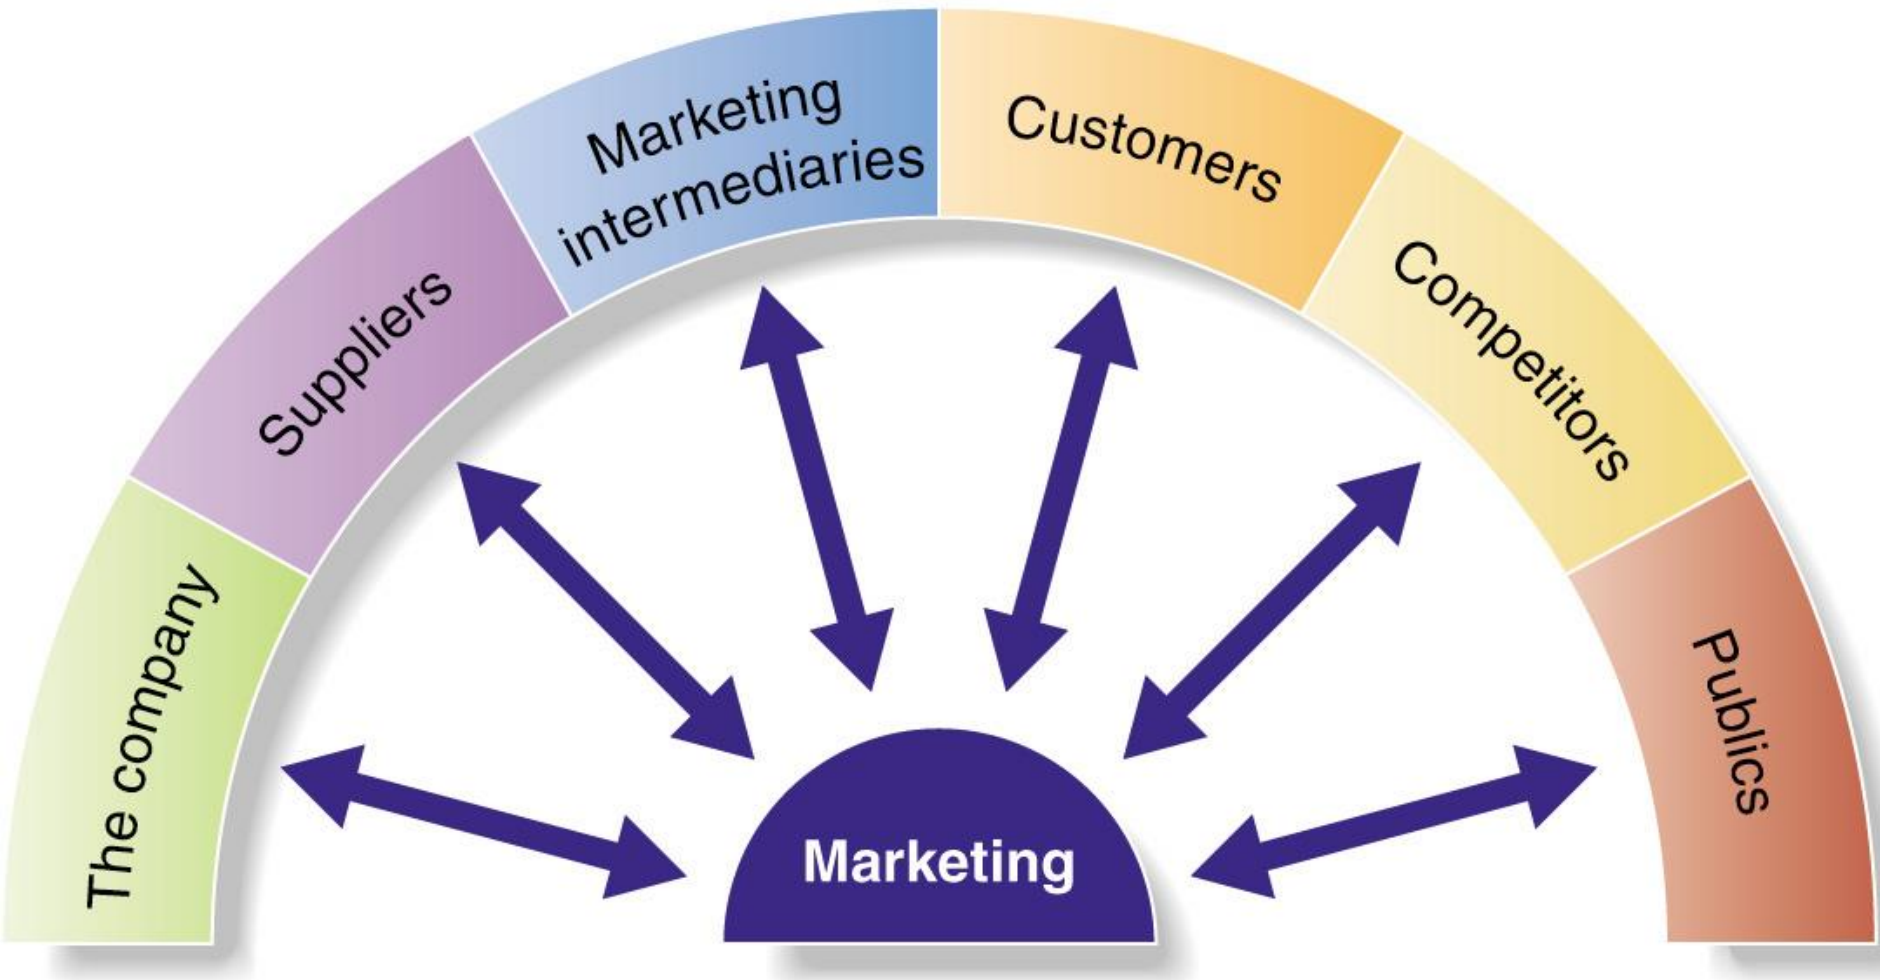 The company
Suppliers
Marketing
intermediaries
Customers
Competitors
Publics
Marketing